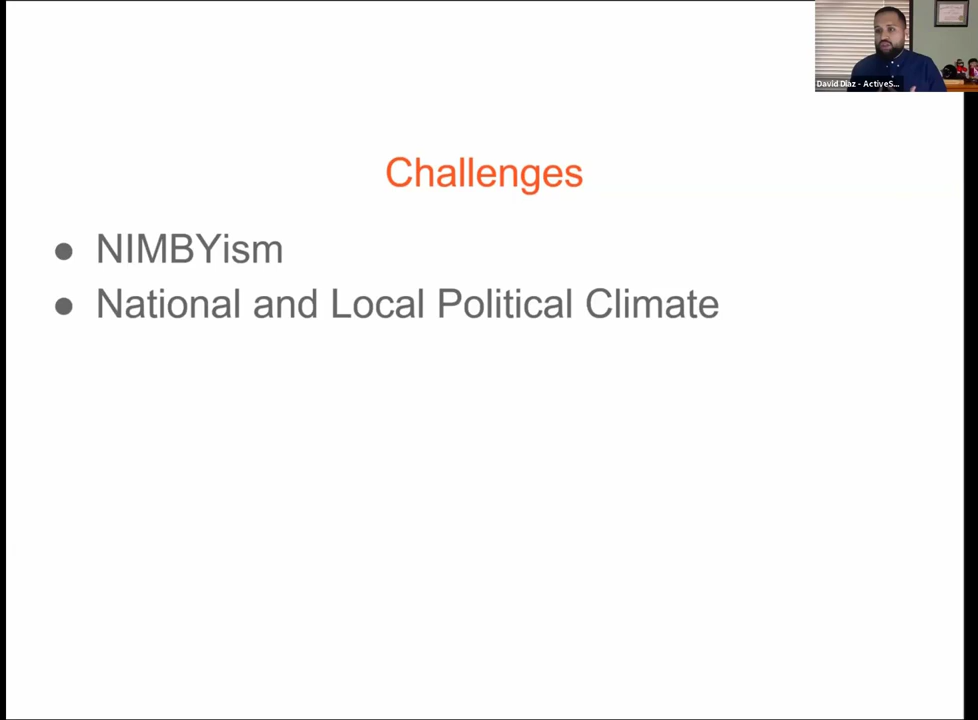 David Diaz - ActiveS...
Challenges
● NIMBYism
● National and Local Political Climate